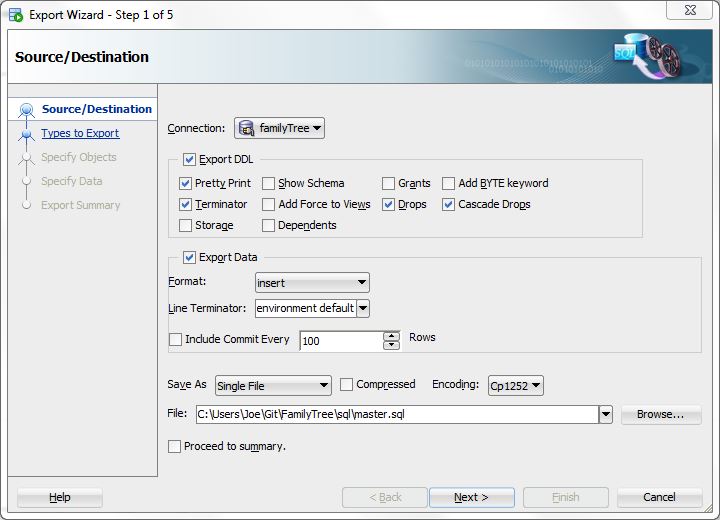 Export Wizard - Step 1 of 5
Source/Destination
SQL
010101010101010101010101010101
0101010101010
Source/Destination
Types to Export
Specify Objects
Specify Data
Export Summary
Connection: familyTree
Export DDL
Pretty Print Show Schema Grants Add BYTE keyword
Terminator Add Force to Views Drops Cascade Drops
Storage Dependents
Export Data
Format: insert
Line Terminator: environment default
Include Commit Every 100 Rows
Save As Single File Compressed Encoding: Cp1252
File: C:\Users\Joe\Git\FamilyTree\sql\master.sql Browse...
Proceed to summary.
Help < Back Next > Finish Cancel